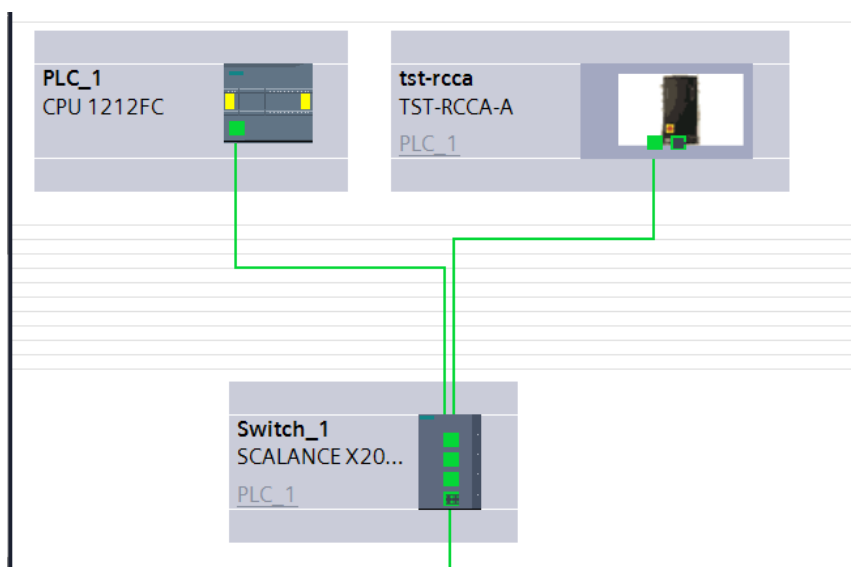 PLC_1
CPU 1212FC
tst-rcca
TST-RCCA-A
PLC_1
Switch_1
SCALANCE X20...
PLC_1